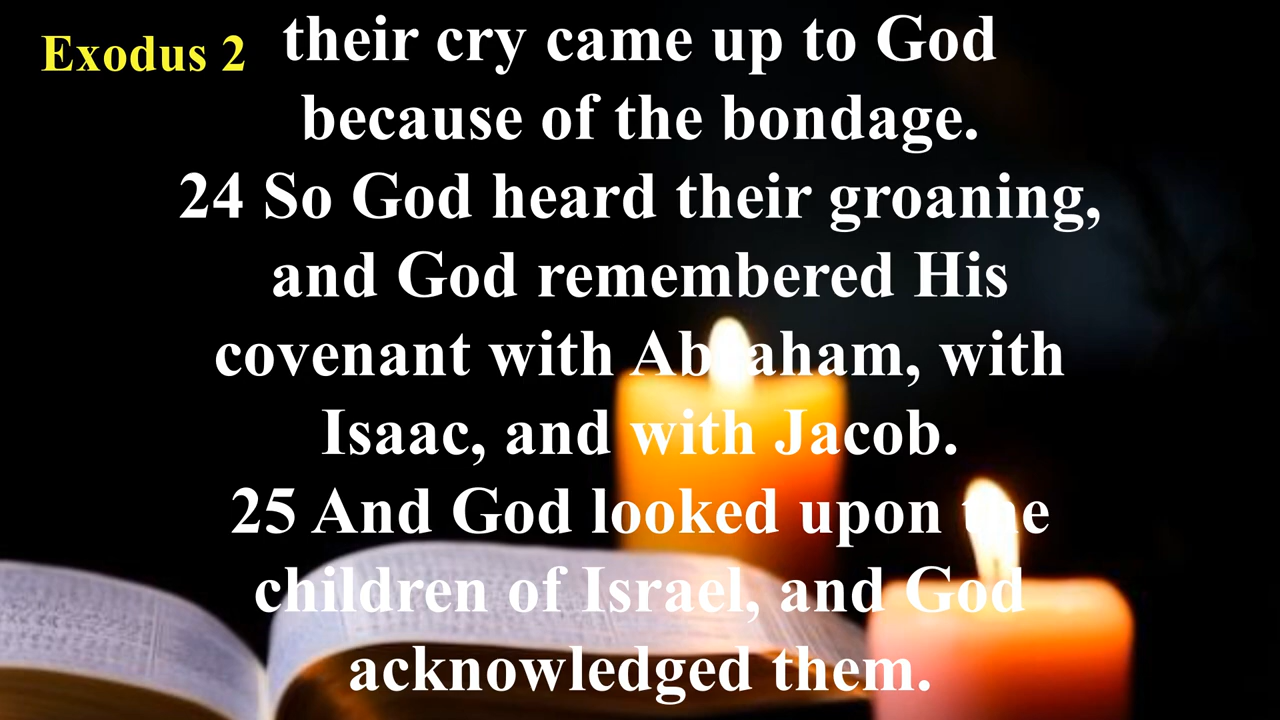 Exodus 2
their cry came up to God
because of the bondage.
24 So God heard their groaning,
and God remembered His
covenant with Abraham, with
Isaac, and with Jacob.
25 And God looked upon the
children of Israel, and God
acknowledged them.